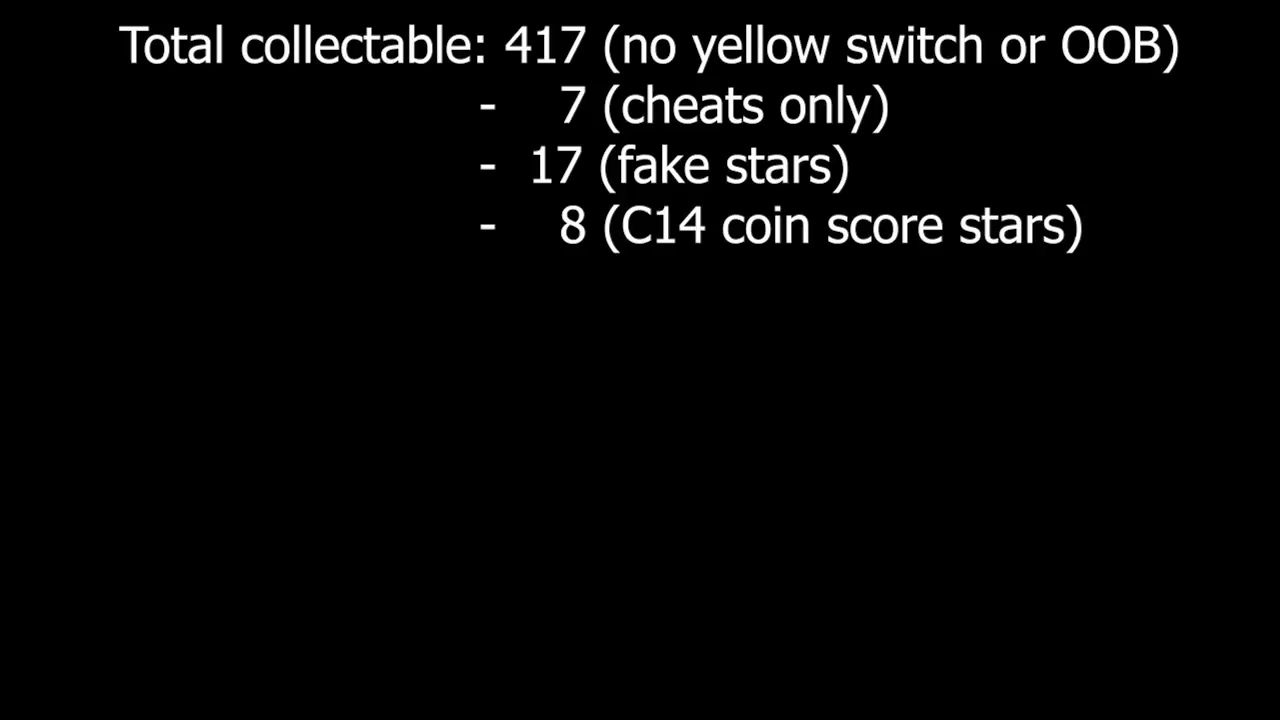 Total collectable: 417 (no yellow switch or OOB)
- 7 (cheats only)
- 17 (fake stars)
- 8 (C14 coin score stars)